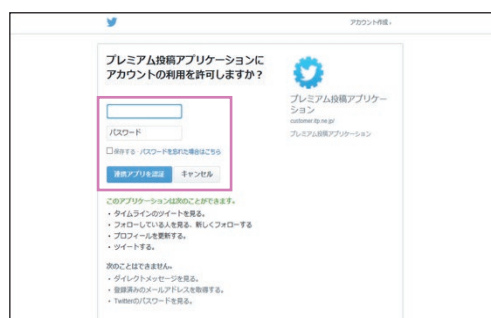 アカウント作成 ›
プレミアム投稿アプリケーションに
アカウントの利用を許可しますか?
プレミアム投稿アプリケー
ション
customer.itp.ne.jp/
プレミアム投稿アプリケーション
パスワード
保存する · パスワードを忘れた場合はこちら
連携アプリを認証
キャンセル
このアプリケーションは次のことができます。
・タイムラインのツイートを見る。
・フォローしている人を見る、新しくフォローする
・プロフィールを更新する。
・ツイートする。
次のことはできません。
・ダイレクトメッセージを見る。
・登録済みのメールアドレスを取得する。
・Twitterのパスワードを見る。